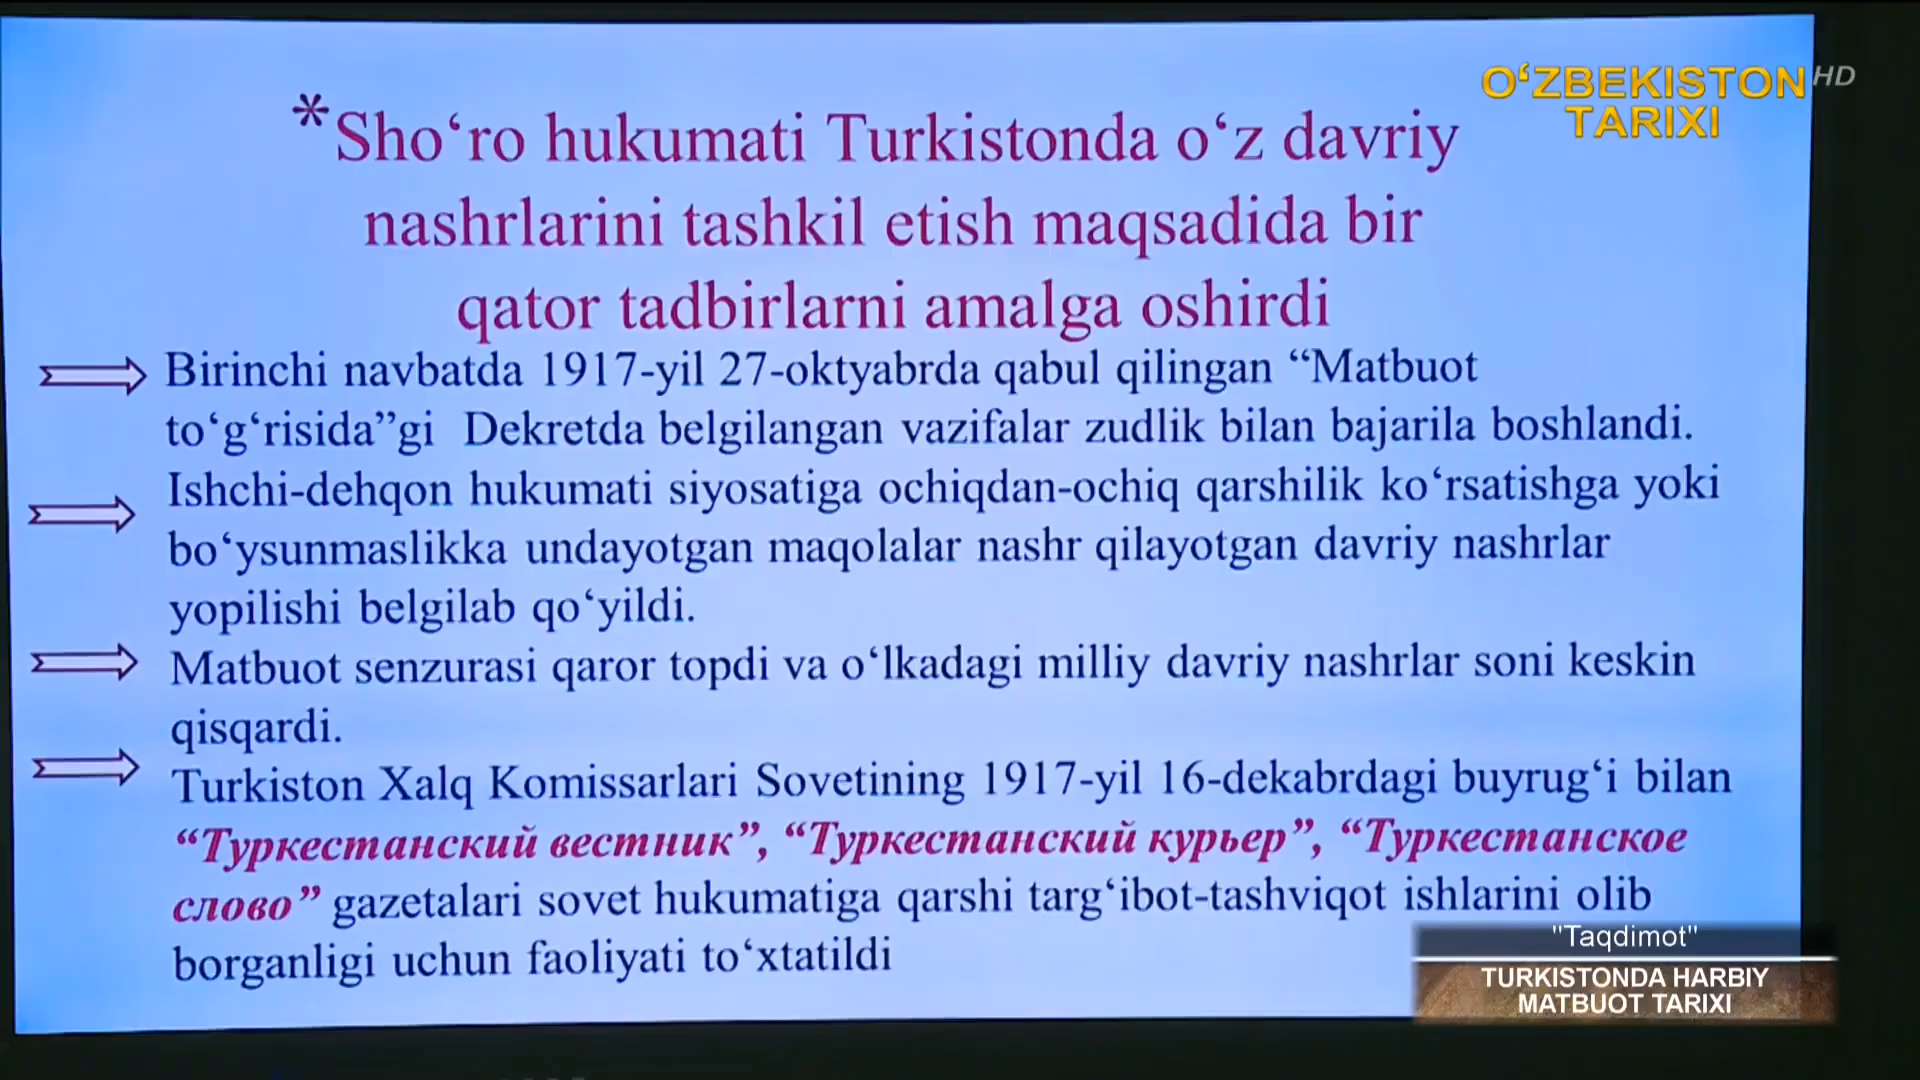 O‘ZBEKISTON HD
TARIXI
*Sho‘ro hukumati Turkistonda o‘z davriy
nashrlarini tashkil etish maqsadida bir
qator tadbirlarni amalga oshirdi
Birinchi navbatda 1917-yil 27-oktyabrda qabul qilingan “Matbuot
to‘g‘risida”gi Dekretda belgilangan vazifalar zudlik bilan bajarila boshlandi.
Ishchi-dehqon hukumati siyosatiga ochiqdan-ochiq qarshilik ko‘rsatishga yoki
bo‘ysunmaslikka undayotgan maqolalar nashr qilayotgan davriy nashrlar
yopilishi belgilab qo‘yildi.
Matbuot senzurasi qaror topdi va o‘lkadagi milliy davriy nashrlar soni keskin
qisqardi.
Turkiston Xalq Komissarlari Sovetining 1917-yil 16-dekabrdagi buyrug‘i bilan
“Туркестанский вестник”, “Туркестанский курьер”, “Туркестанское
слово” gazetalari sovet hukumatiga qarshi targ‘ibot-tashviqot ishlarini olib
borganligi uchun faoliyati to‘xtatildi
"Taqdimot"
TURKISTONDA HARBIY
MATBUOT TARIXI